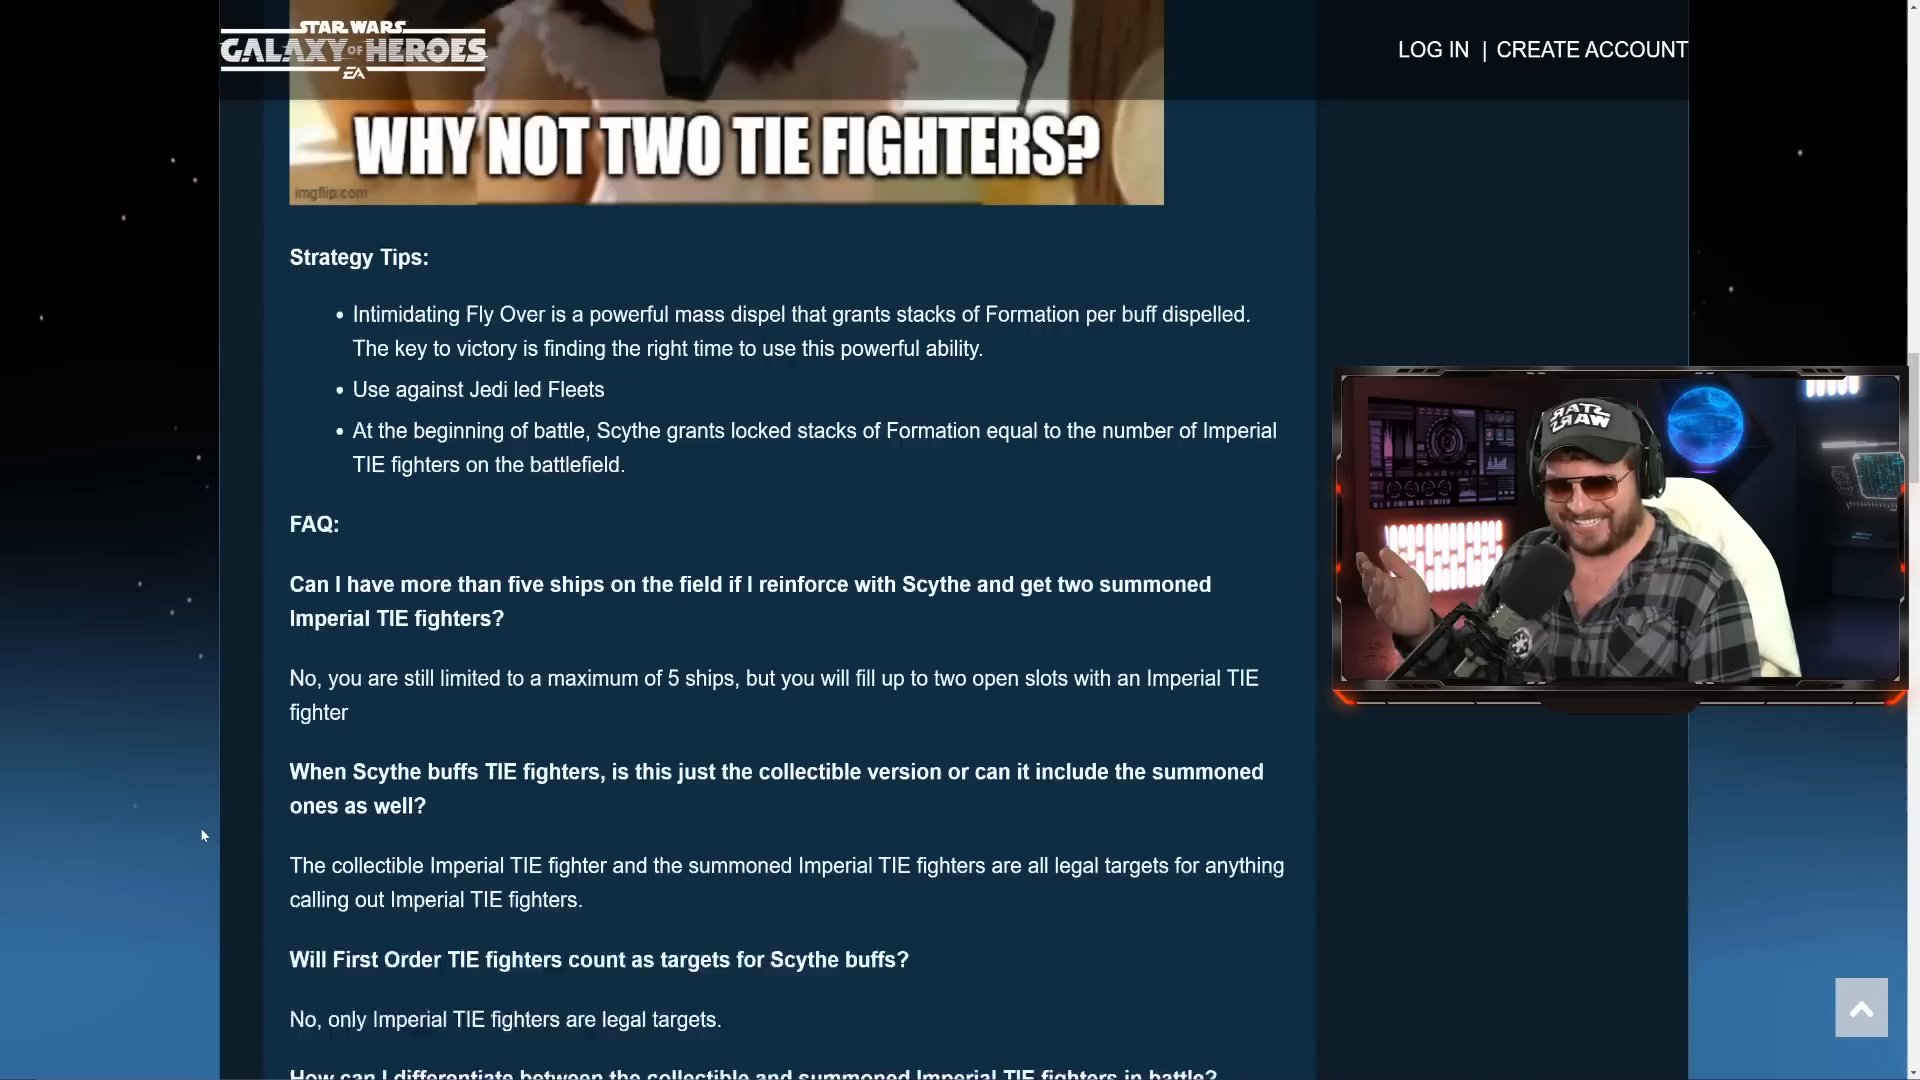 STAR WARS
GALAXY OF HEROES
EA
LOG IN | CREATE ACCOUNT
WHY NOT TWO TIE FIGHTERS?
imgflip.com
Strategy Tips:
• Intimidating Fly Over is a powerful mass dispel that grants stacks of Formation per buff dispelled.
The key to victory is finding the right time to use this powerful ability.
• Use against Jedi led Fleets
• At the beginning of battle, Scythe grants locked stacks of Formation equal to the number of Imperial
TIE fighters on the battlefield.
STAR
WARS
FAQ:
Can I have more than five ships on the field if I reinforce with Scythe and get two summoned
Imperial TIE fighters?
No, you are still limited to a maximum of 5 ships, but you will fill up to two open slots with an Imperial TIE
fighter
When Scythe buffs TIE fighters, is this just the collectible version or can it include the summoned
ones as well?
The collectible Imperial TIE fighter and the summoned Imperial TIE fighters are all legal targets for anything
calling out Imperial TIE fighters.
Will First Order TIE fighters count as targets for Scythe buffs?
No, only Imperial TIE fighters are legal targets.
How can I differentiate between the collectible and summoned Imperial TIE fighters in battle?